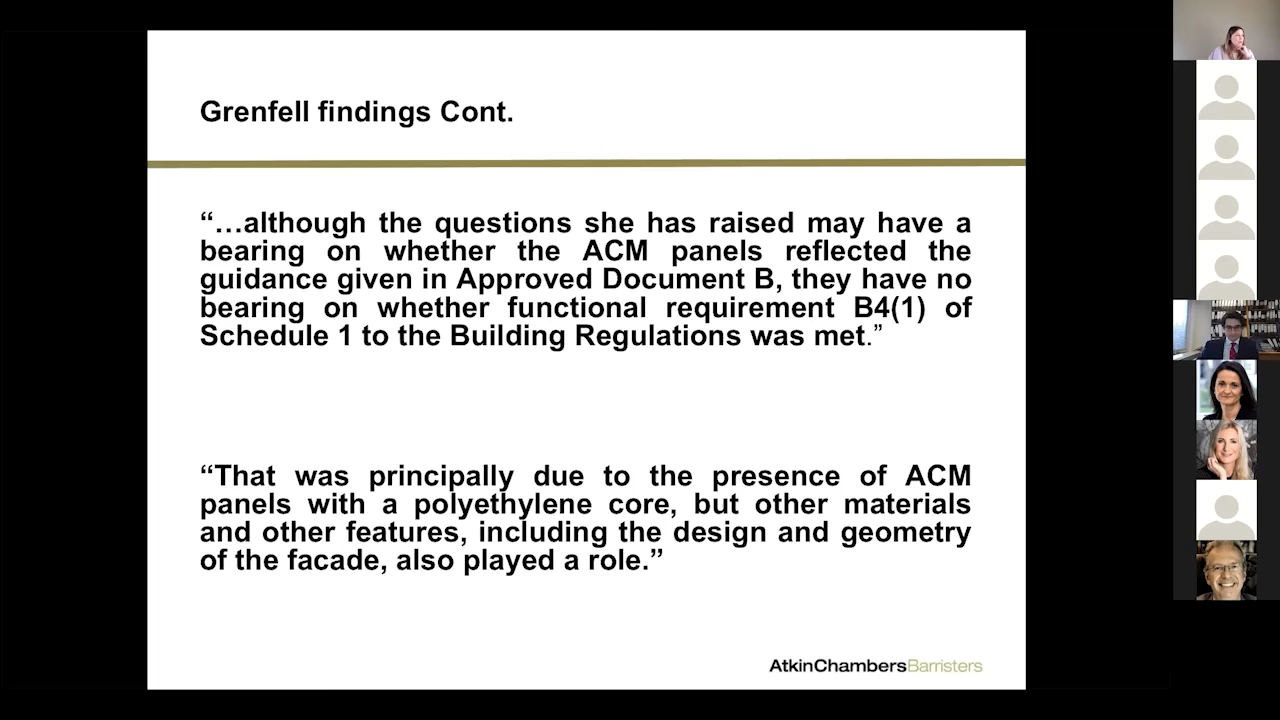 Grenfell findings Cont.
“…although the questions she has raised may have a
bearing on whether the ACM panels reflected the
guidance given in Approved Document B, they have no
bearing on whether functional requirement B4(1) of
Schedule 1 to the Building Regulations was met.”
“That was principally due to the presence of ACM
panels with a polyethylene core, but other materials
and other features, including the design and geometry
of the facade, also played a role.”
AtkinChambersBarristers